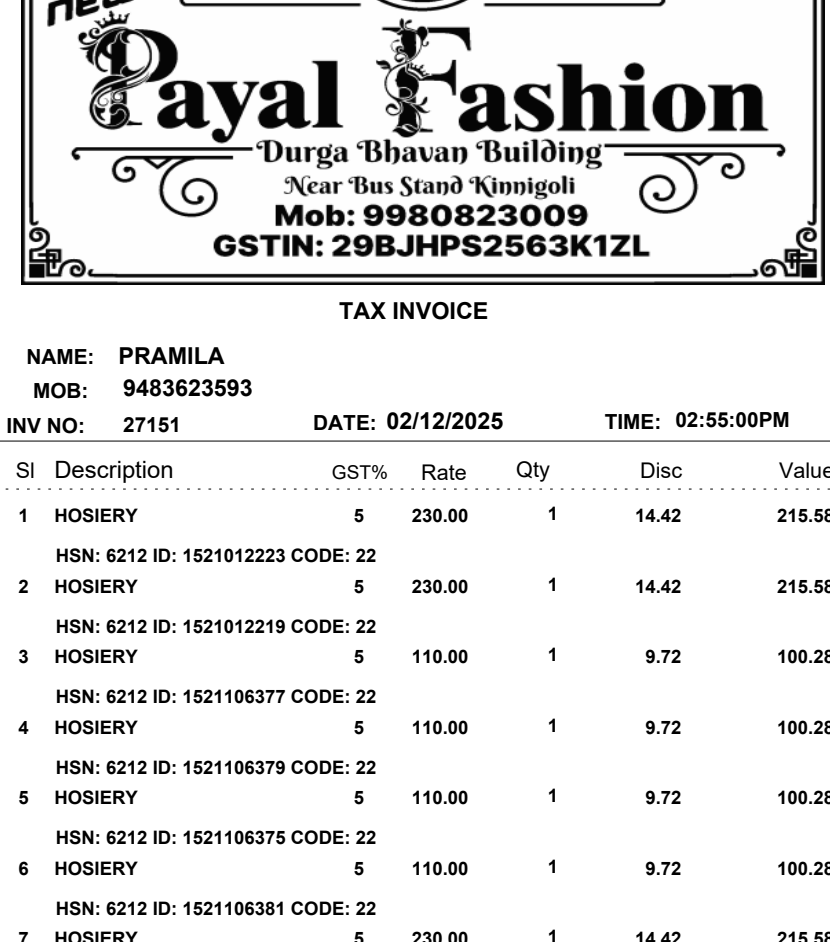 new
Payal Fashion
Durga Bhavan Building
Near Bus Stand Kinnigoli
Mob: 9980823009
GSTIN: 29BJHPS2563K1ZL
TAX INVOICE
NAME: PRAMILA
MOB: 9483623593
INV NO: 27151 DATE: 02/12/2025 TIME: 02:55:00PM
Sl Description GST% Rate Qty Disc Value
1 HOSIERY 5 230.00 1 14.42 215.58
HSN: 6212 ID: 1521012223 CODE: 22
2 HOSIERY 5 230.00 1 14.42 215.58
HSN: 6212 ID: 1521012219 CODE: 22
3 HOSIERY 5 110.00 1 9.72 100.28
HSN: 6212 ID: 1521106377 CODE: 22
4 HOSIERY 5 110.00 1 9.72 100.28
HSN: 6212 ID: 1521106379 CODE: 22
5 HOSIERY 5 110.00 1 9.72 100.28
HSN: 6212 ID: 1521106375 CODE: 22
6 HOSIERY 5 110.00 1 9.72 100.28
HSN: 6212 ID: 1521106381 CODE: 22
7 HOSIERY 5 230.00 1 14.42 215.58